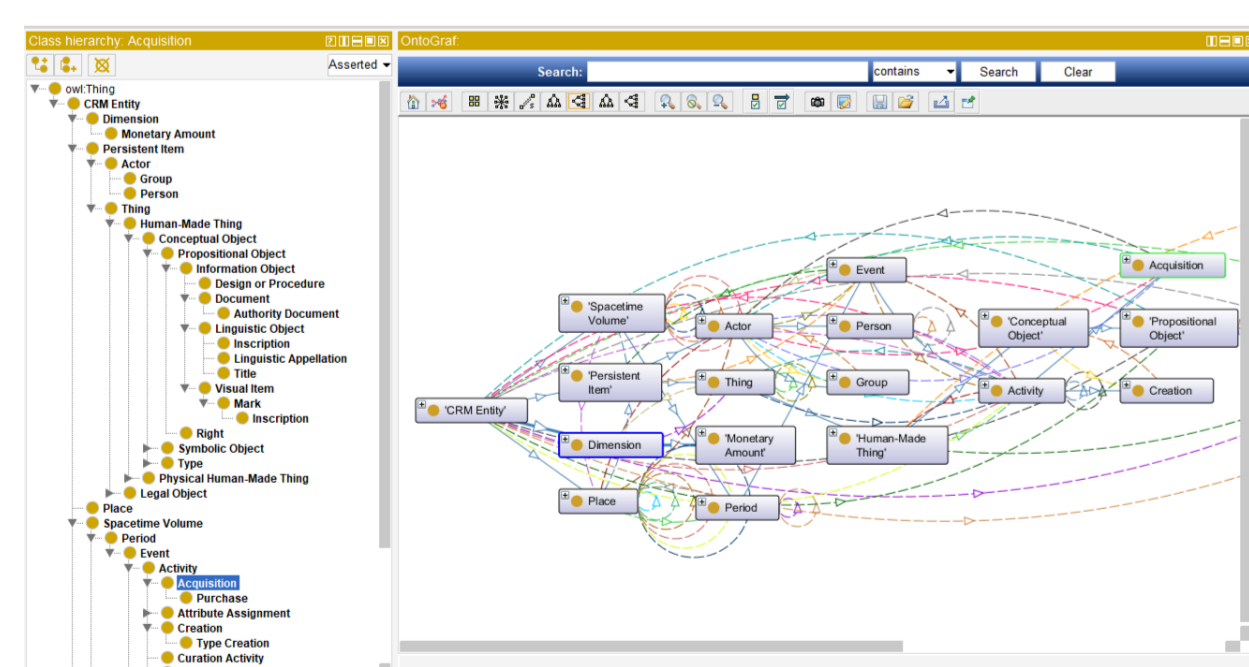 Class hierarchy: Acquisition
Asserted
owl:Thing
CRM Entity
Dimension
Monetary Amount
Persistent Item
Actor
Group
Person
Thing
Human-Made Thing
Conceptual Object
Propositional Object
Information Object
Design or Procedure
Document
Authority Document
Linguistic Object
Inscription
Linguistic Appellation
Title
Visual Item
Mark
Inscription
Right
Symbolic Object
Type
Physical Human-Made Thing
Legal Object
Place
Spacetime Volume
Period
Event
Activity
Acquisition
Purchase
Attribute Assignment
Creation
Type Creation
Curation Activity
OntoGraf:
Search: contains Search Clear
Event
Acquisition
'Spacetime
Volume'
Actor
Person
'Conceptual
Object'
'Propositional
Object'
'Persistent
Item'
Thing
Group
Activity
Creation
'CRM Entity'
Dimension
'Monetary
Amount'
'Human-Made
Thing'
Place
Period